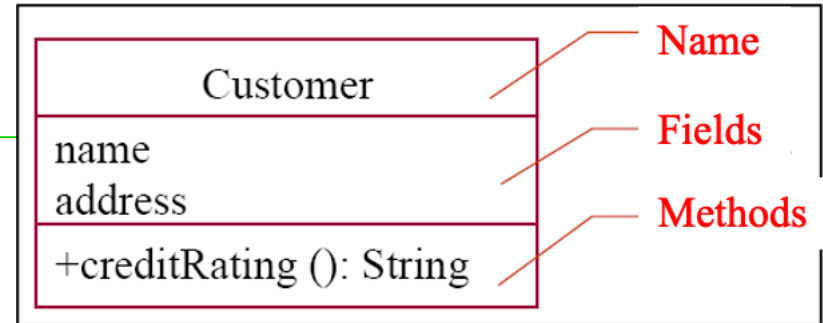 Customer
Name
name
address
Fields
+creditRating (): String
Methods